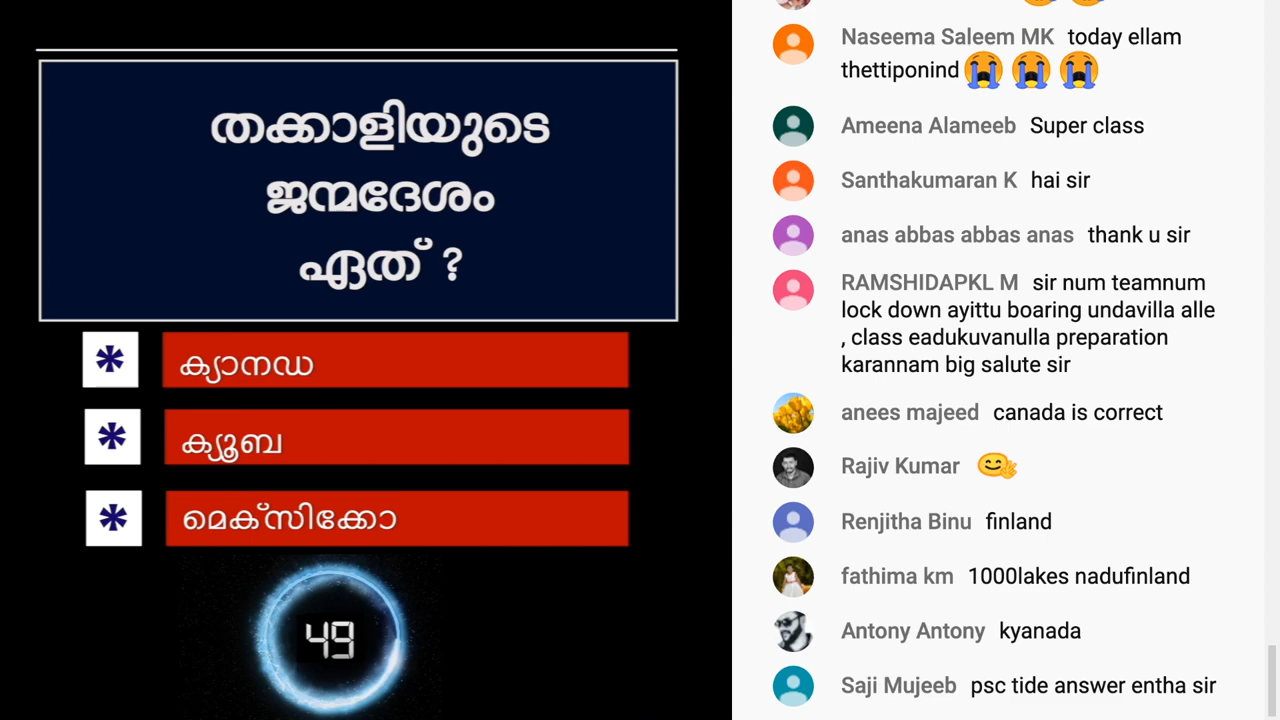 തക്കാളിയുടെ
ജന്മദേശം
ഏത് ?
* ക്യാനഡ
* ക്യൂബ
* മെക്സിക്കോ
49
Naseema Saleem MK today ellam
thettiponind 😭 😭 😭
Ameena Alameeb Super class
Santhakumaran K hai sir
anas abbas abbas anas thank u sir
RAMSHIDAPKL M sir num teamnum
lock down ayittu boaring undavilla alle
, class eadukuvanulla preparation
karannam big salute sir
anees majeed canada is correct
Rajiv Kumar
Renjitha Binu finland
fathima km 1000lakes nadufinland
Antony Antony kyanada
Saji Mujeeb psc tide answer entha sir